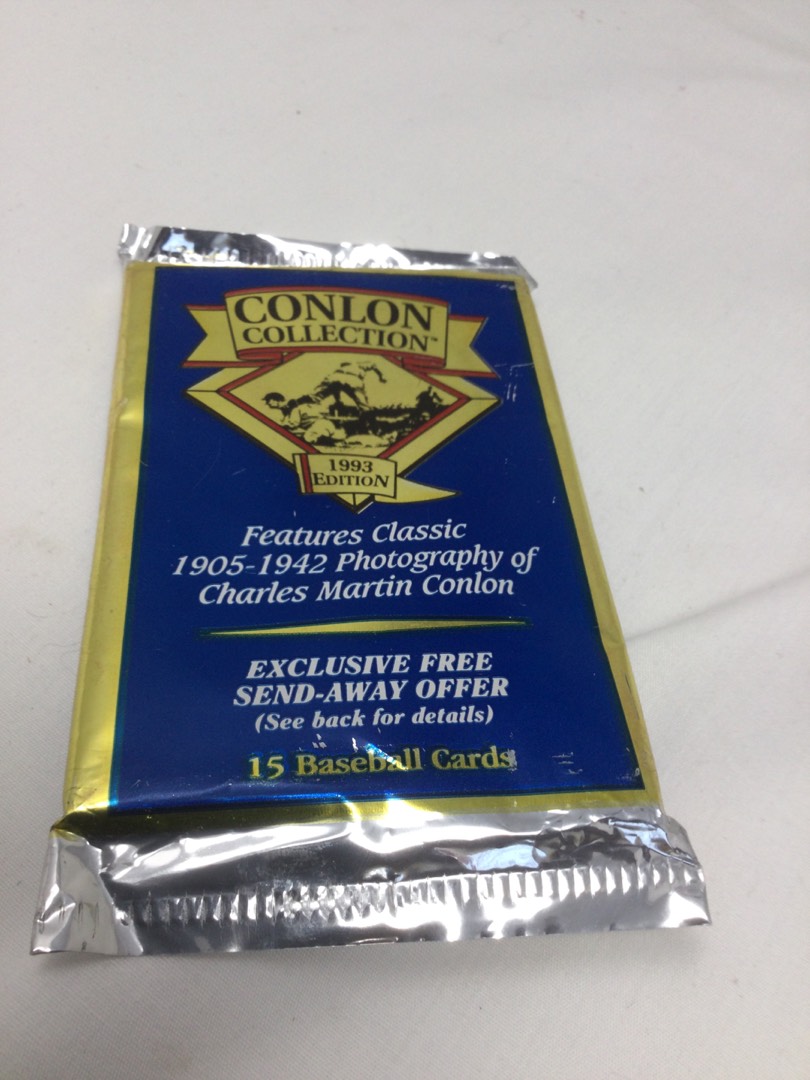 CONLON
COLLECTION™
1993
EDITION
Features Classic
1905-1942 Photography of
Charles Martin Conlon
EXCLUSIVE FREE
SEND-AWAY OFFER
(See back for details)
15 Baseball Cards